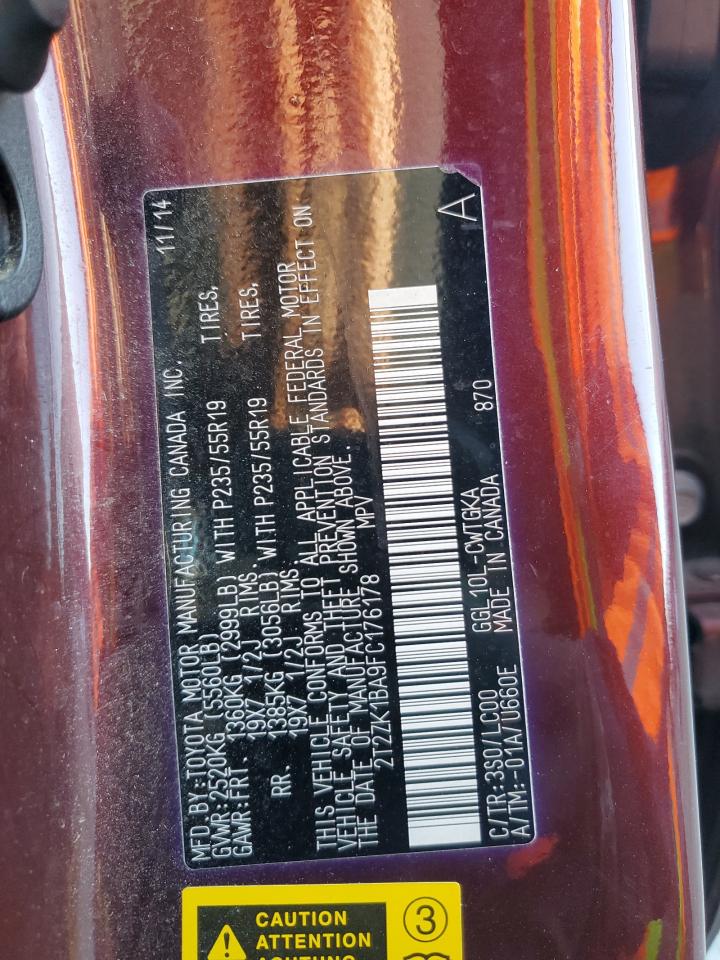 MFD BY:TOYOTA MOTOR MANUFACTURING CANADA INC. 11/14
GVWR:2520KG (5560LB)
GAWR:FRT. 1360KG (2999LB) WITH P235/55R19 TIRES,
19X7 1/2J RIMS.
RR. 1385KG (3056LB) WITH P235/55R19 TIRES,
19X7 1/2J RIMS.
THIS VEHICLE CONFORMS TO ALL APPLICABLE FEDERAL MOTOR
VEHICLE SAFETY AND THEFT PREVENTION STANDARDS IN EFFECT ON
THE DATE OF MANUFACTURE SHOWN ABOVE.
2T2ZK1BA9FC176178 MPV
A
C/TR:3S0/LC00 GGL10L-CWTGKA 870
A/TM:-01A/U660E MADE IN CANADA
CAUTION
ATTENTION
ACHTUNG
3